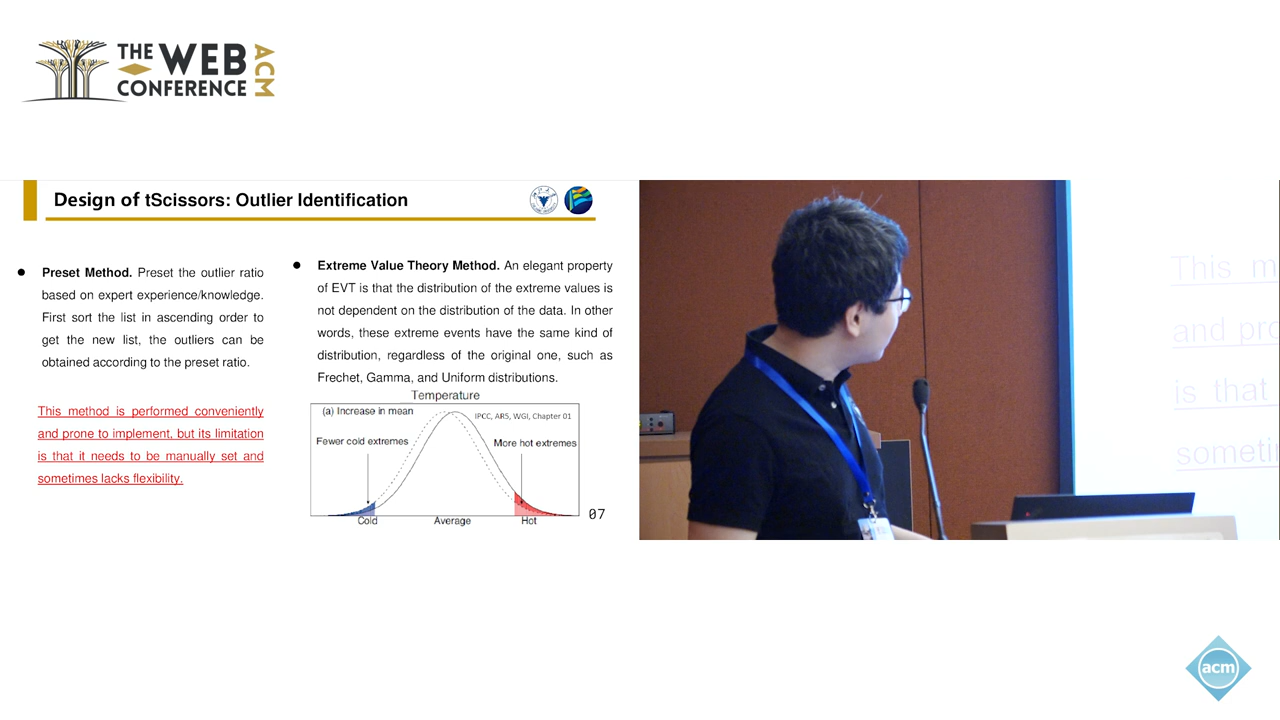 THE WEB
CONFERENCE
ACM
Design of tScissors: Outlier Identification
● Preset Method. Preset the outlier ratio
based on expert experience/knowledge.
First sort the list in ascending order to
get the new list, the outliers can be
obtained according to the preset ratio.
This method is performed conveniently
and prone to implement, but its limitation
is that it needs to be manually set and
sometimes lacks flexibility.
● Extreme Value Theory Method. An elegant property
of EVT is that the distribution of the extreme values is
not dependent on the distribution of the data. In other
words, these extreme events have the same kind of
distribution, regardless of the original one, such as
Frechet, Gamma, and Uniform distributions.
Temperature
(a) Increase in mean
IPCC, AR5, WGI, Chapter 01
Fewer cold extremes
More hot extremes
Cold
Average
Hot
07
This m
and pro
is that
someti
acm